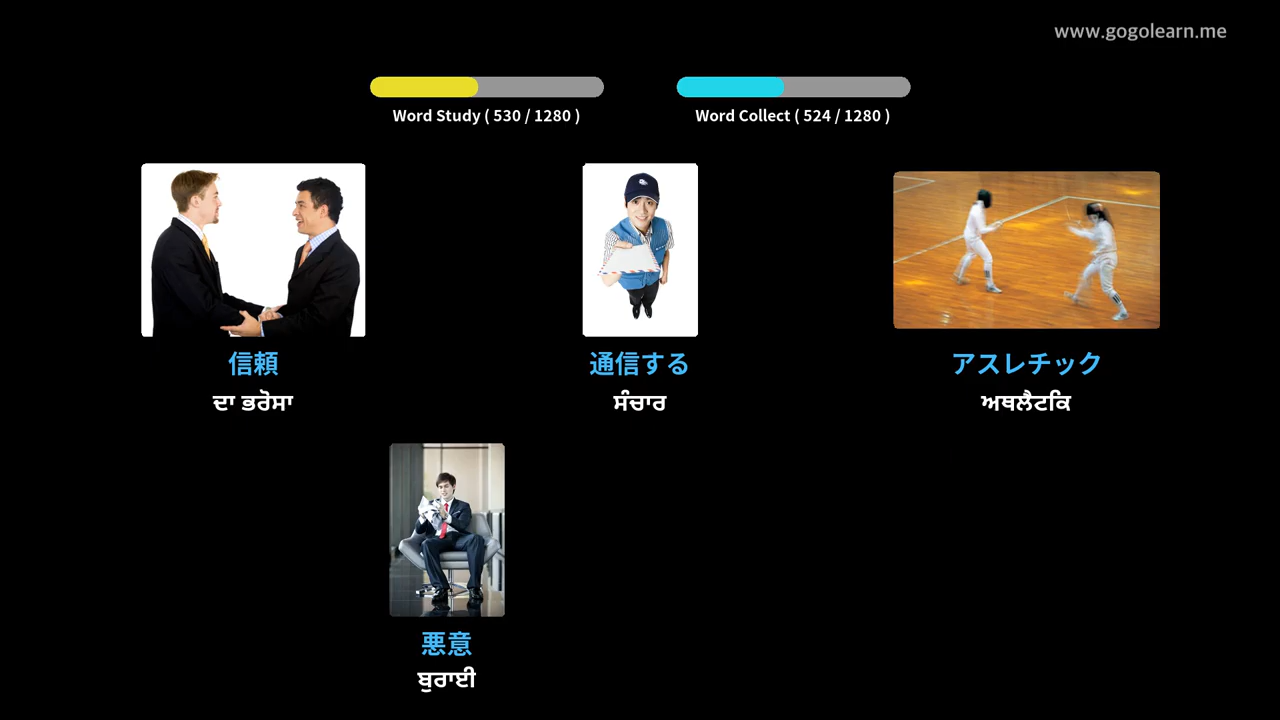 www.gogolearn.me
Word Study ( 530 / 1280 )
Word Collect ( 524 / 1280 )
信頼
ਦਾ ਭਰੋਸਾ
通信する
ਸੰਚਾਰ
アスレチック
ਅਥਲੈਟਕਿ
悪意
ਬੁਰਾਈ